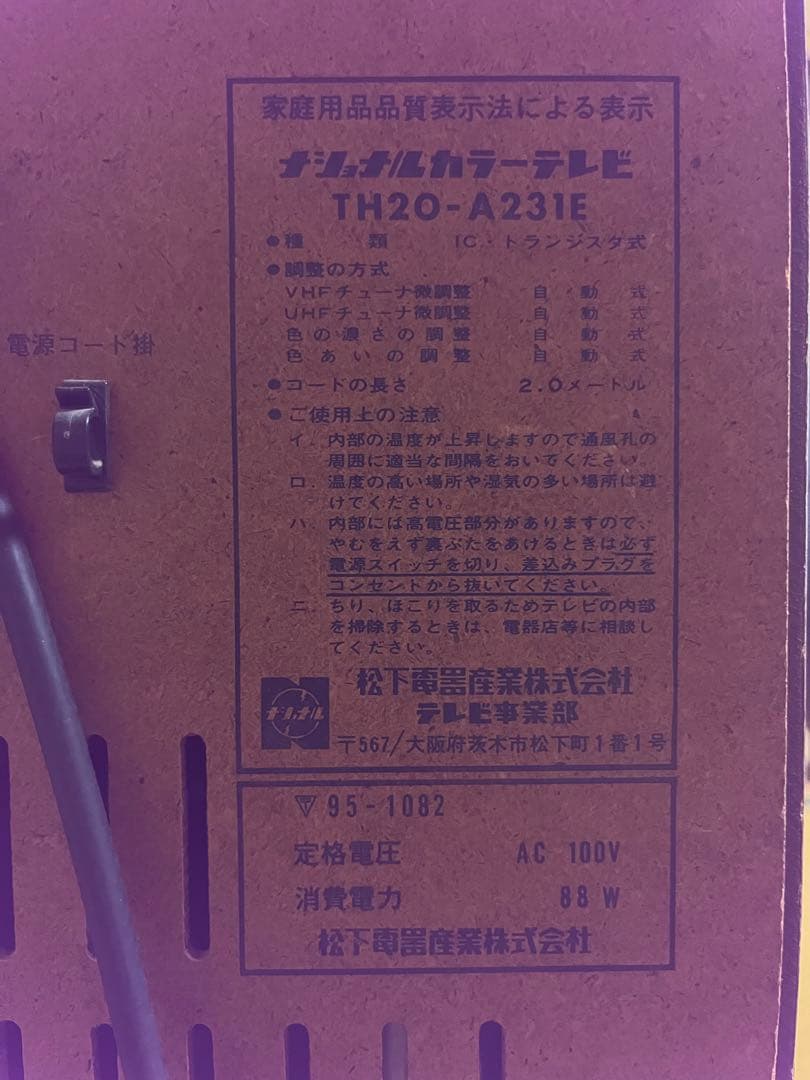 家庭用品品質表示法による表示
ナショナルカラーテレビ
TH20-A231E
●種類 IC・トランジスタ式
●調整の方式
VHFチューナ微調整 自動式
UHFチューナ微調整 自動式
色の濃さの調整 自動式
色あいの調整 自動式
●コードの長さ 2.0メートル
●ご使用上の注意
イ．内部の温度が上昇しますので通風孔の
周囲に適当な間隔をおいてください。
ロ．温度の高い場所や湿気の多い場所は避
けてください。
ハ．内部には高電圧部分がありますので、
やむをえず裏ぶたをあけるときは必ず
電源スイッチを切り、差込みプラグを
コンセントから抜いてください。
ニ．ちり、ほこりを取るためテレビの内部
を掃除するときは、電器店等に相談し
てください。
松下電器産業株式会社
テレビ事業部
ナショナル
〒567/大阪府茨木市松下町1番1号
電源コード掛
〒95-1082
定格電圧 AC 100V
消費電力 88W
松下電器産業株式会社